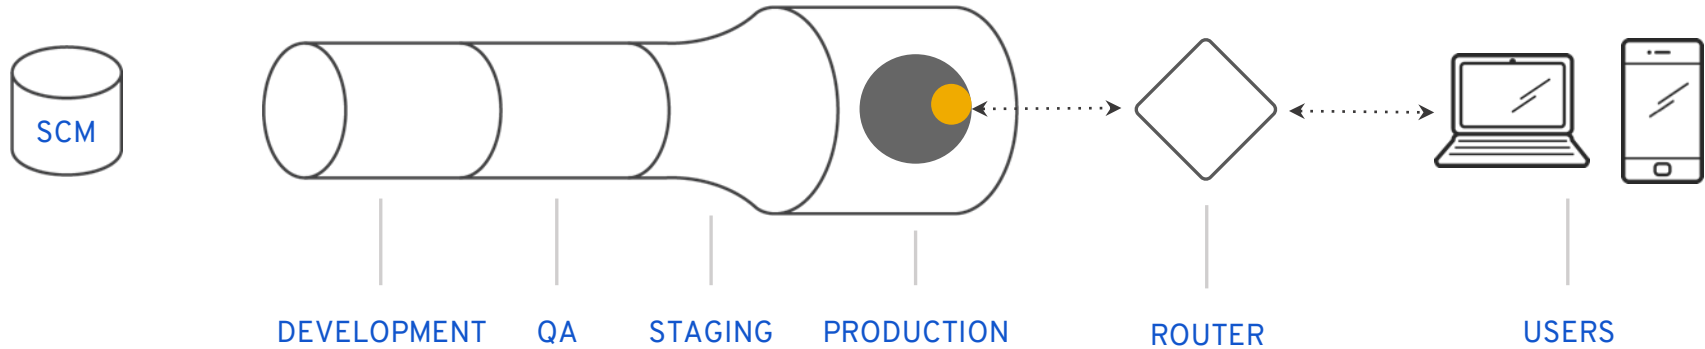 SCM
DEVELOPMENT
QA
STAGING
PRODUCTION
ROUTER
USERS